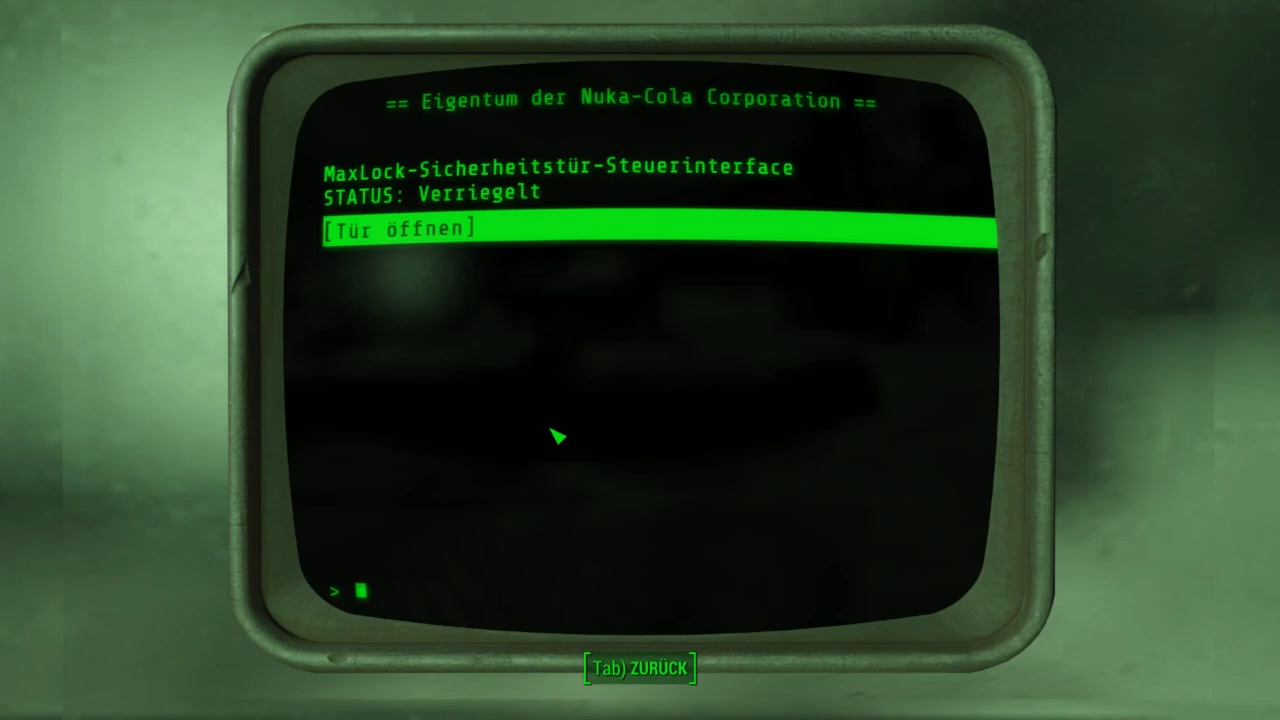 == Eigentum der Nuka-Cola Corporation ==
MaxLock-Sicherheitstür-Steuerinterface
STATUS: Verriegelt
[Tür öffnen]
>
[Tab) ZURÜCK]